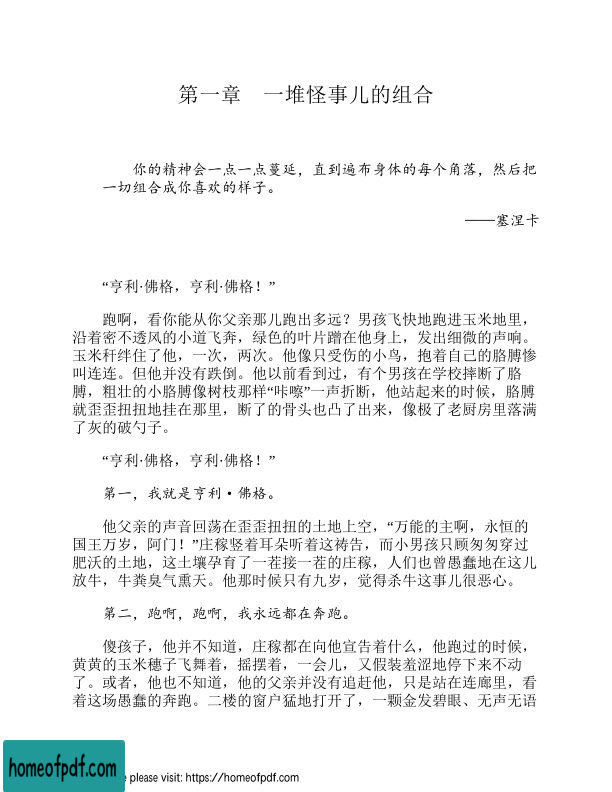 第一章　一堆怪事儿的组合
你的精神会一点一点蔓延，直到遍布身体的每个角落，然后把
一切组合成你喜欢的样子。
——塞涅卡
“亨利·佛格，亨利·佛格！”
跑啊，看你能从你父亲那儿跑出多远？男孩飞快地跑进玉米地里，
沿着密不透风的小道飞奔，绿色的叶片蹭在他身上，发出细微的声响。
玉米秆绊住了他，一次，两次。他像只受伤的小鸟，抱着自己的胳膊惨
叫连连。但他并没有跌倒。他以前看到过，有个男孩在学校摔断了胳
膊，粗壮的小胳膊像树枝那样“咔嚓”一声折断，他站起来的时候，胳膊
就歪歪扭扭地挂在那里，断了的骨头也凸了出来，像极了老厨房里落满
了灰的破勺子。
“亨利·佛格，亨利·佛格！”
第一，我就是亨利·佛格。
他父亲的声音回荡在歪歪扭扭的土地上空，“万能的主啊，永恒的
国王万岁，阿门！”庄稼竖着耳朵听着这祷告，而小男孩只顾匆匆穿过
肥沃的土地，这土壤孕育了一茬接一茬的庄稼，人们也曾愚蠢地在这儿
放牛，牛粪臭气熏天。他那时候只有九岁，觉得杀牛这事儿很恶心。
第二，跑啊，跑啊，我永远都在奔跑。
傻孩子，他并不知道，庄稼都在向他宣告着什么，他跑过的时候，
黄黄的玉米穗子飞舞着，摇摆着，一会儿，又假装羞涩地停下来不动
了。或者，他也不知道，他的父亲并没有追赶他，只是站在连廊里，看
着这场愚蠢的奔跑。二楼的窗户猛地打开了，一颗金发碧眼、无声无语
homeofpdf.com
e please visit: https://homeofpdf.com